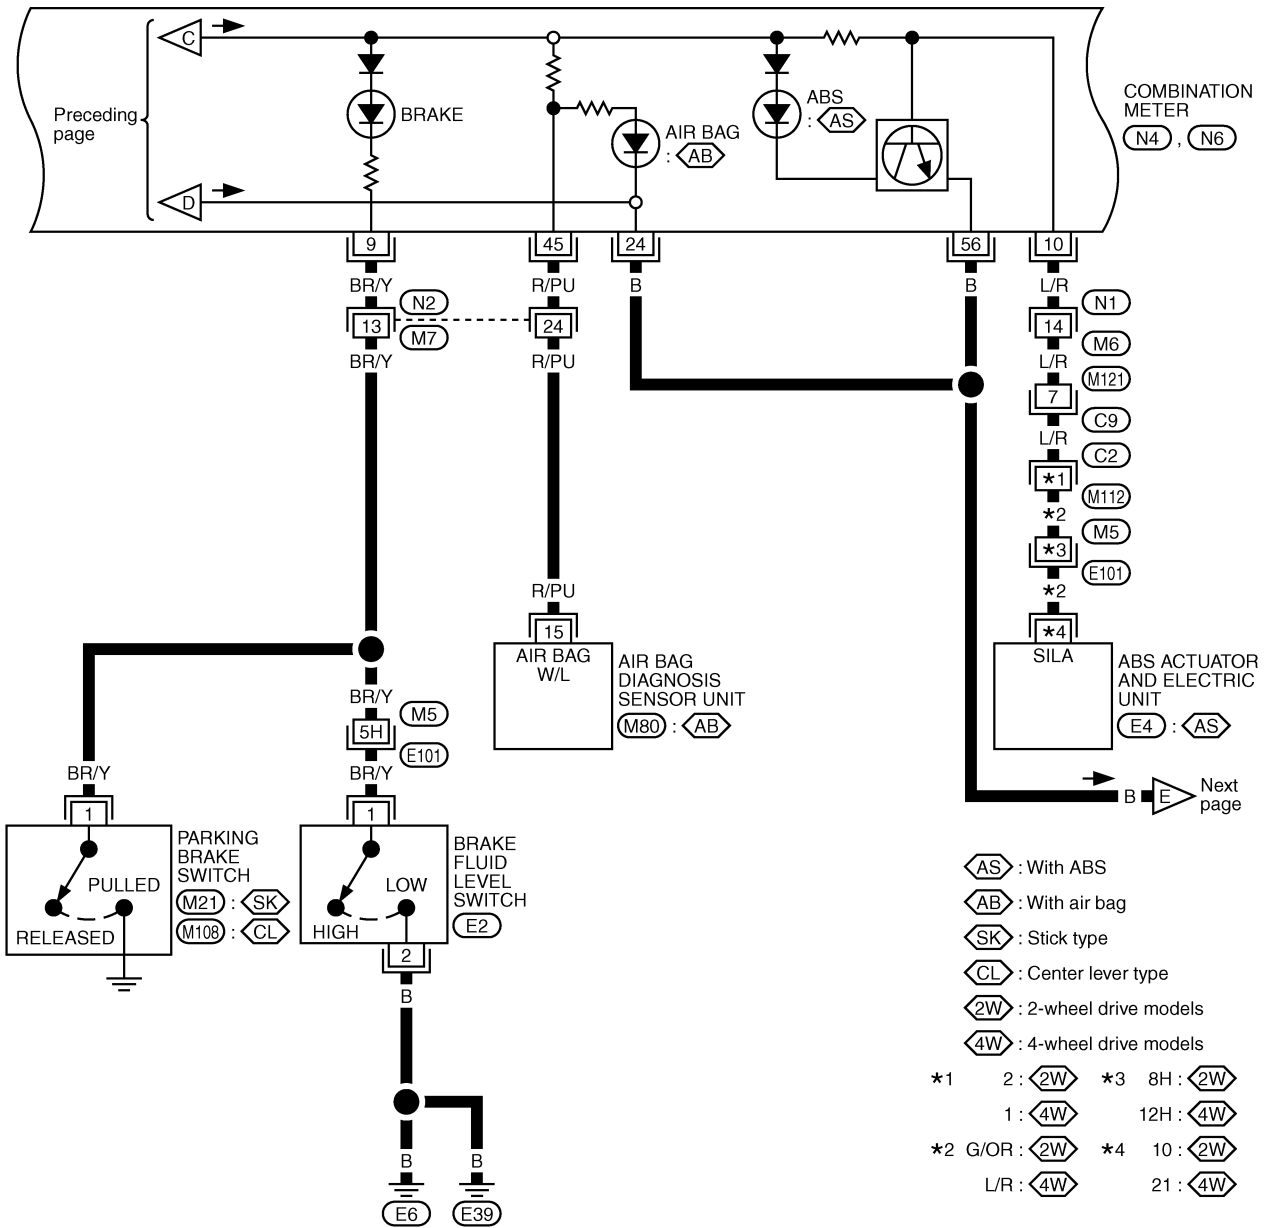 C
Preceding
page
D
BRAKE
AIR BAG
: AB
ABS
: AS
COMBINATION
METER
N4 , N6
9
45
24
56
10
BR/Y
R/PU
B
B
L/R
N2
13
24
M7
N1
14
M6
BR/Y
R/PU
L/R
M121
7
C9
L/R
C2
*1
M112
*2
M5
*3
E101
R/PU
*2
15
*4
AIR BAG
W/L
SILA
AIR BAG
DIAGNOSIS
SENSOR UNIT
M80 : AB
ABS ACTUATOR
AND ELECTRIC
UNIT
E4 : AS
BR/Y
M5
5H
E101
BR/Y
BR/Y
B
E
Next
page
1
1
PARKING
BRAKE
SWITCH
M21 : SK
M108 : CL
PULLED
RELEASED
BRAKE
FLUID
LEVEL
SWITCH
E2
LOW
HIGH
2
B
B
B
E6
E39
AS : With ABS
AB : With air bag
SK : Stick type
CL : Center lever type
2W : 2-wheel drive models
4W : 4-wheel drive models
*1 2 : 2W *3 8H : 2W
1 : 4W 12H : 4W
*2 G/OR : 2W *4 10 : 2W
L/R : 4W 21 : 4W